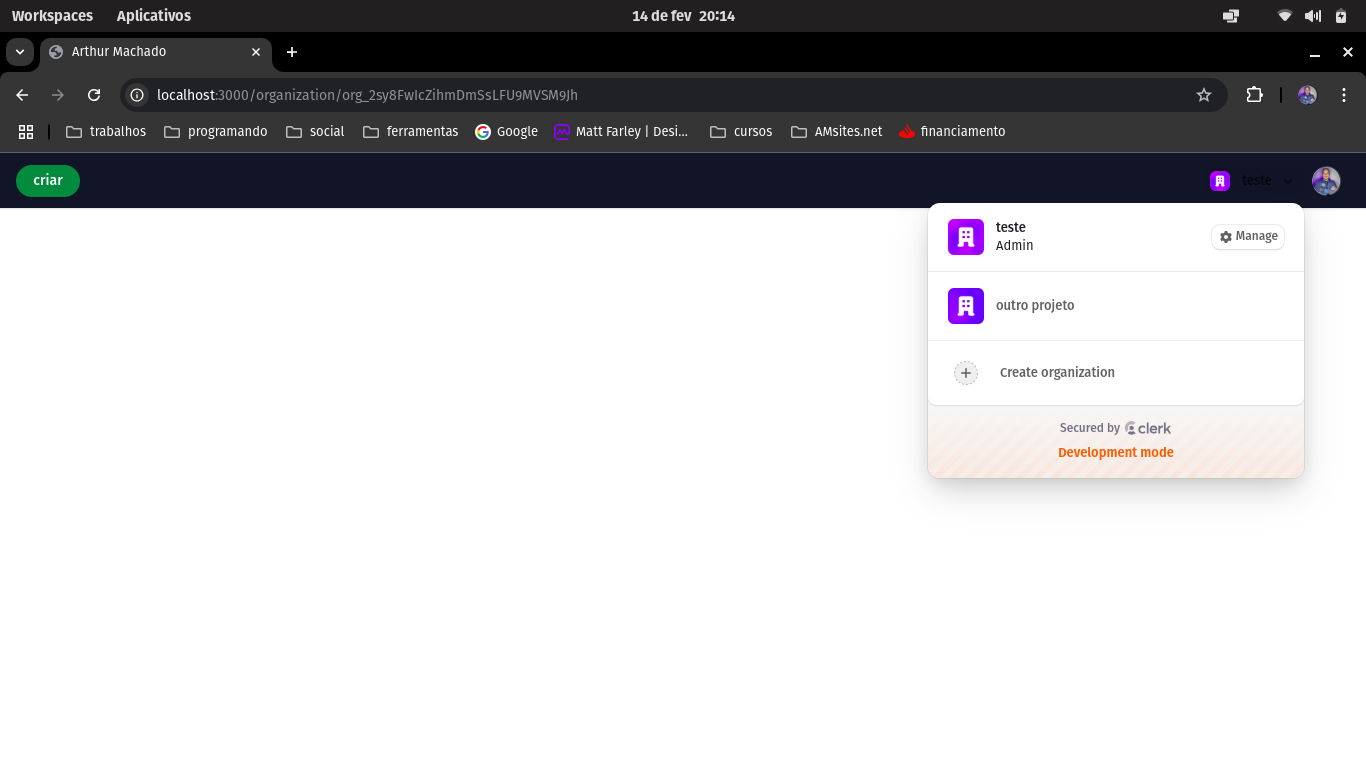 Workspaces Aplicativos 14 de fev 20:14
Arthur Machado
localhost:3000/organization/org_2sy8FwIcZihmDmSsLFU9MVSM9Jh
trabalhos programando social ferramentas Google Matt Farley | Desi... cursos AMsites.net financiamento
criar teste
teste
Admin
Manage
outro projeto
Create organization
Secured by clerk
Development mode